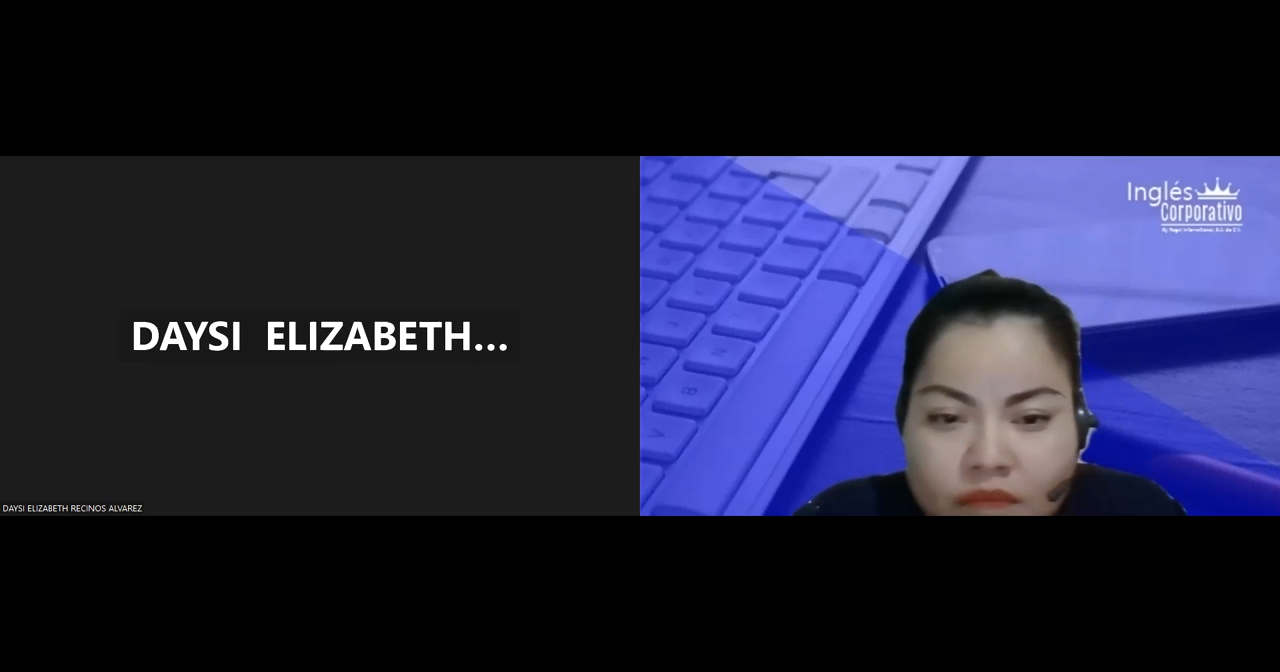 DAYSI ELIZABETH...
DAYSI ELIZABETH RECINOS ALVAREZ
Inglés
Corporativo